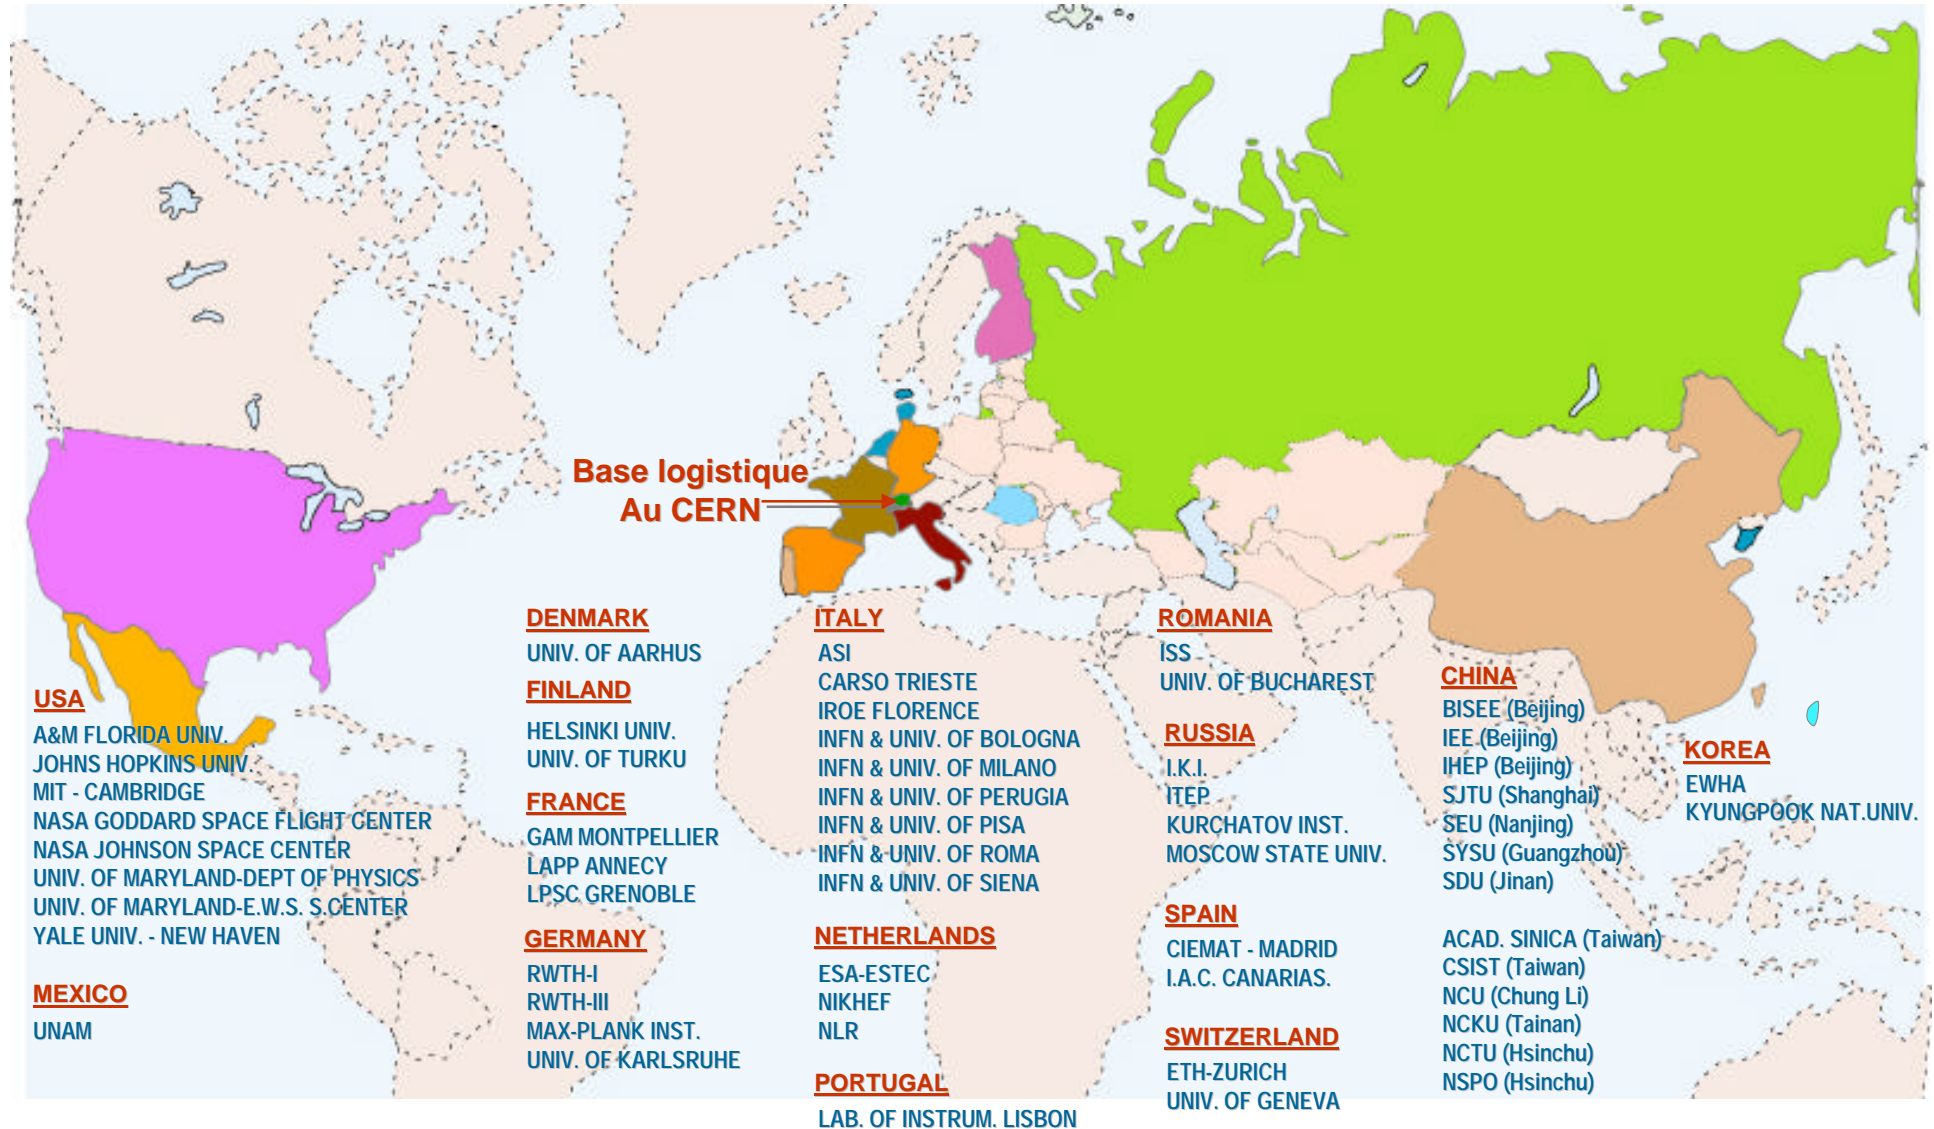 Base logistique
Au CERN
USA
A&M FLORIDA UNIV.
JOHNS HOPKINS UNIV.
MIT - CAMBRIDGE
NASA GODDARD SPACE FLIGHT CENTER
NASA JOHNSON SPACE CENTER
UNIV. OF MARYLAND-DEPT OF PHYSICS
UNIV. OF MARYLAND-E.W.S. S.CENTER
YALE UNIV. - NEW HAVEN
MEXICO
UNAM
DENMARK
UNIV. OF AARHUS
FINLAND
HELSINKI UNIV.
UNIV. OF TURKU
FRANCE
GAM MONTPELLIER
LAPP ANNECY
LPSC GRENOBLE
GERMANY
RWTH-I
RWTH-III
MAX-PLANK INST.
UNIV. OF KARLSRUHE
ITALY
ASI
CARSO TRIESTE
IROE FLORENCE
INFN & UNIV. OF BOLOGNA
INFN & UNIV. OF MILANO
INFN & UNIV. OF PERUGIA
INFN & UNIV. OF PISA
INFN & UNIV. OF ROMA
INFN & UNIV. OF SIENA
NETHERLANDS
ESA-ESTEC
NIKHEF
NLR
PORTUGAL
LAB. OF INSTRUM. LISBON
ROMANIA
ISS
UNIV. OF BUCHAREST
RUSSIA
I.K.I.
ITEP
KURCHATOV INST.
MOSCOW STATE UNIV.
SPAIN
CIEMAT - MADRID
I.A.C. CANARIAS.
SWITZERLAND
ETH-ZURICH
UNIV. OF GENEVA
CHINA
BISEE (Beijing)
IEE (Beijing)
IHEP (Beijing)
SJTU (Shanghai)
SEU (Nanjing)
SYSU (Guangzhou)
SDU (Jinan)
ACAD. SINICA (Taiwan)
CSIST (Taiwan)
NCU (Chung Li)
NCKU (Tainan)
NCTU (Hsinchu)
NSPO (Hsinchu)
KOREA
EWHA
KYUNGPOOK NAT.UNIV.